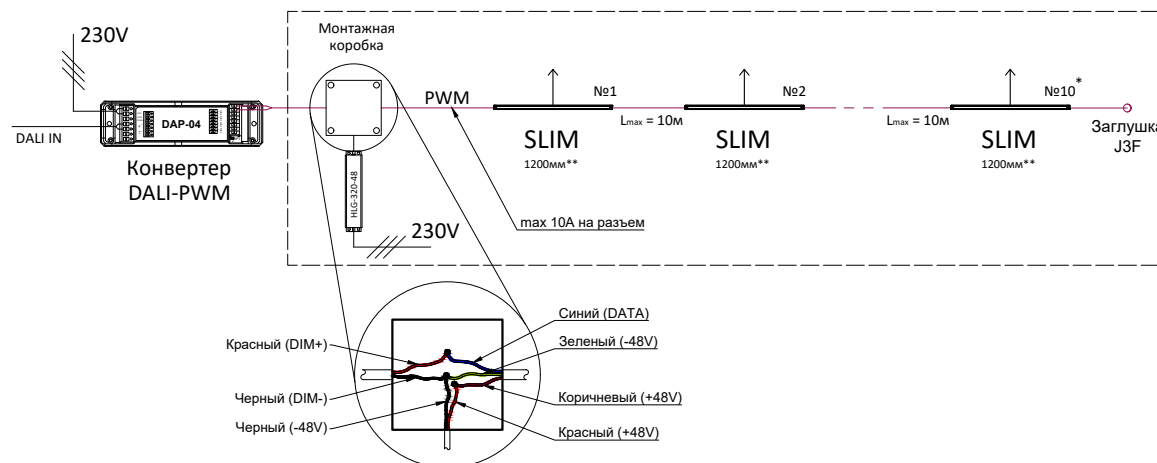 230V
DAP-04
DALI IN
Конвертер
DALI-PWM
Монтажная
коробка
HLG-320-48
230V
PWM
max 10А на разъем
№1
SLIM
1200мм**
Lmax = 10м
№2
SLIM
1200мм**
Lmax = 10м
№10*
SLIM
1200мм**
Заглушка
J3F
Красный (DIM+)
Черный (DIM-)
Черный (-48V)
Синий (DATA)
Зеленый (-48V)
Коричневый (+48V)
Красный (+48V)